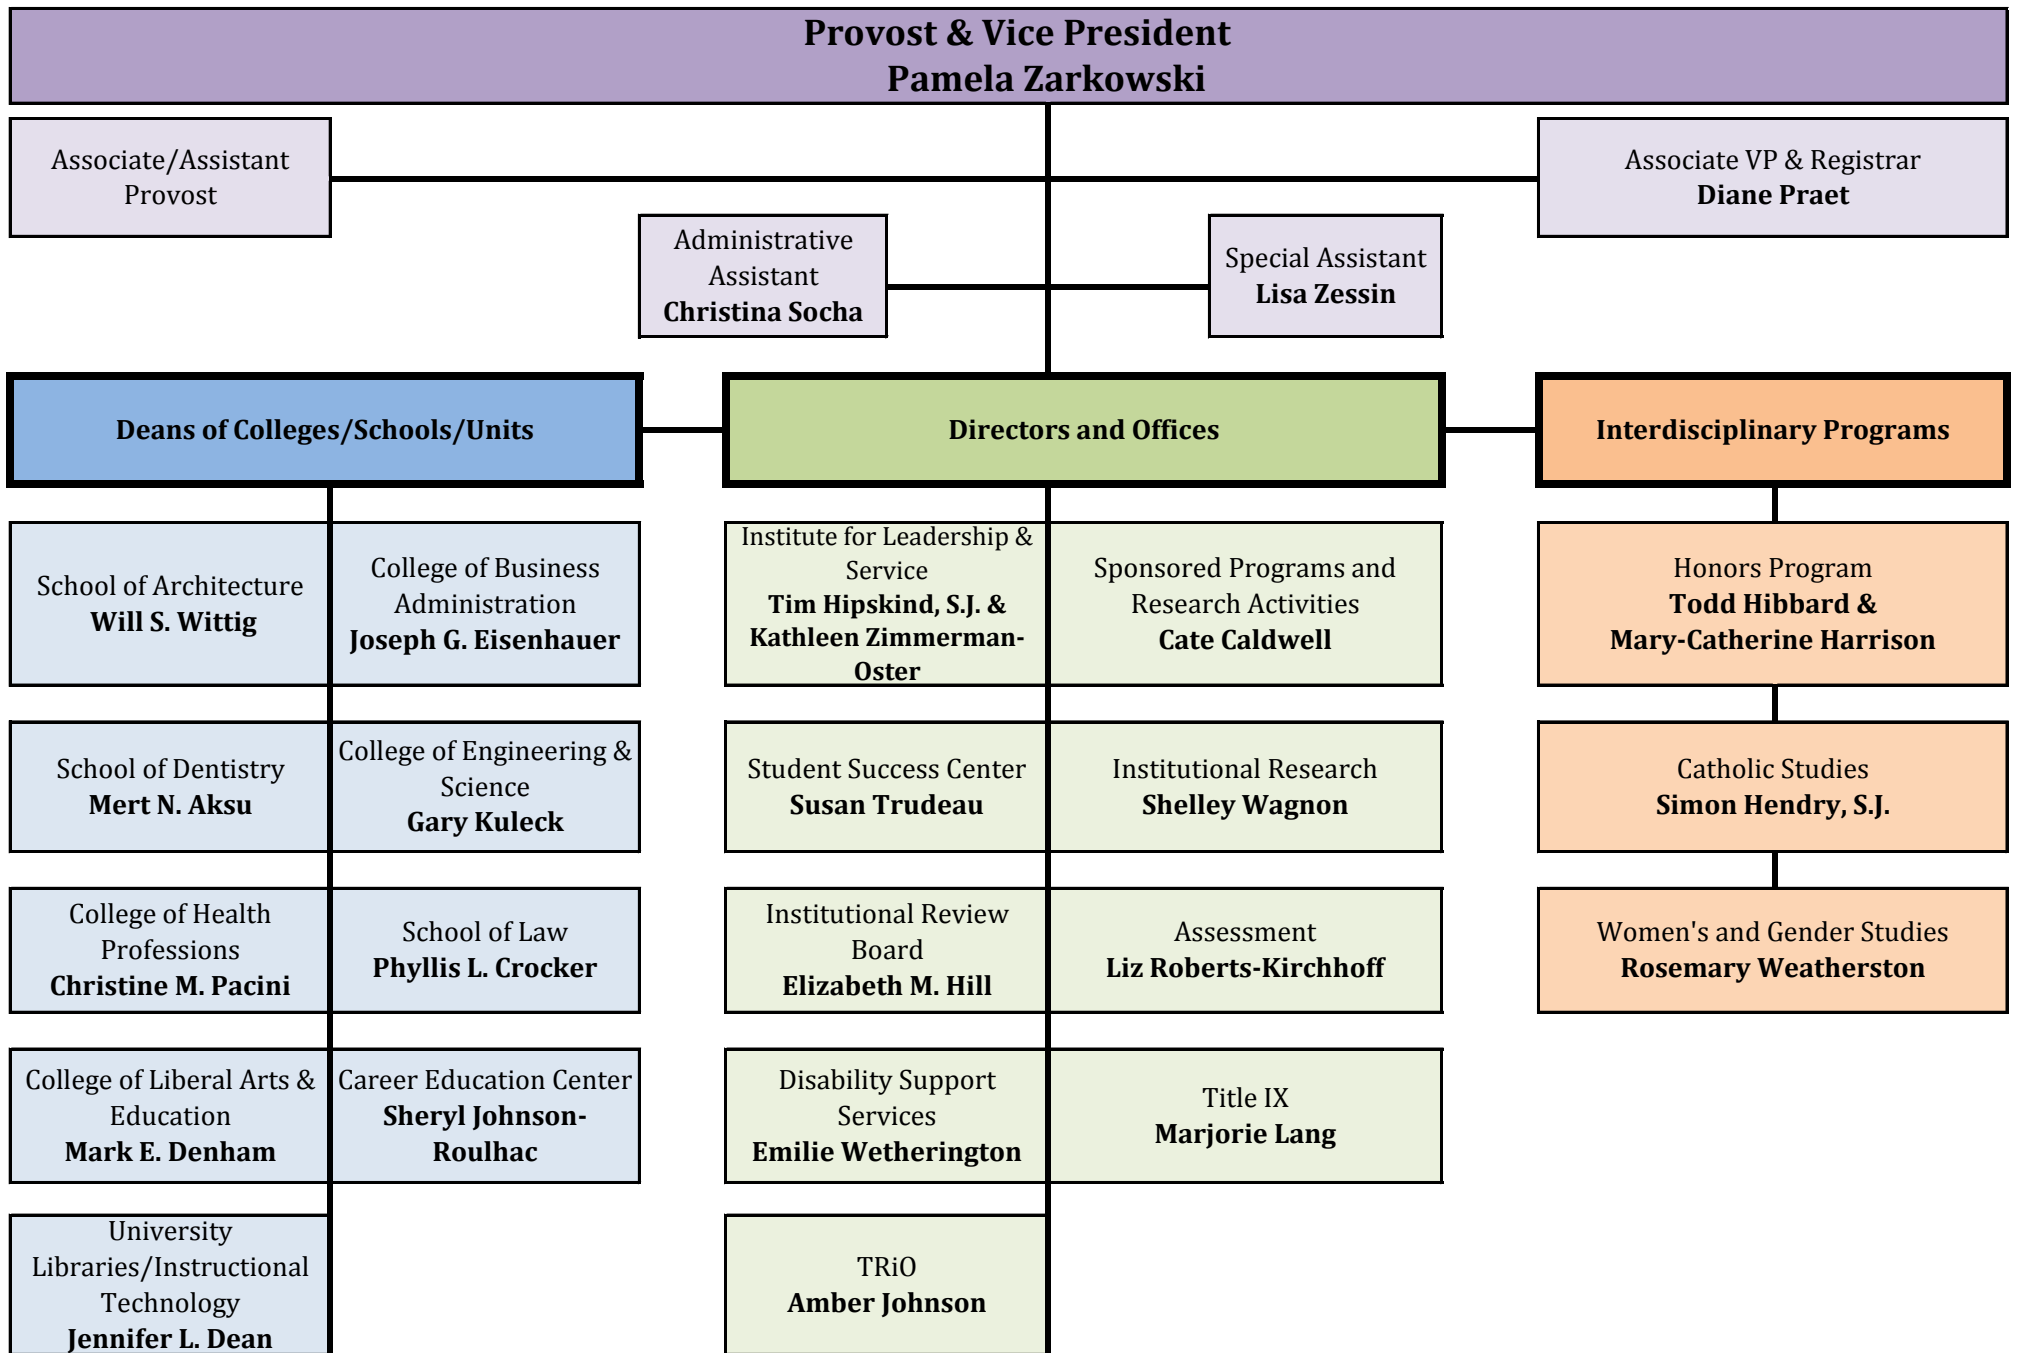 Provost & Vice President
Pamela Zarkowski
Associate/Assistant
Provost
Associate VP & Registrar
Diane Praet
Administrative
Assistant
Christina Socha
Special Assistant
Lisa Zessin
Deans of Colleges/Schools/Units
Directors and Offices
Interdisciplinary Programs
School of Architecture
Will S. Wittig
College of Business
Administration
Joseph G. Eisenhauer
Institute for Leadership &
Service
Tim Hipskind, S.J. &
Kathleen Zimmerman-
Oster
Sponsored Programs and
Research Activities
Cate Caldwell
Honors Program
Todd Hibbard &
Mary-Catherine Harrison
School of Dentistry
Mert N. Aksu
College of Engineering &
Science
Gary Kuleck
Student Success Center
Susan Trudeau
Institutional Research
Shelley Wagnon
Catholic Studies
Simon Hendry, S.J.
College of Health
Professions
Christine M. Pacini
School of Law
Phyllis L. Crocker
Institutional Review
Board
Elizabeth M. Hill
Assessment
Liz Roberts-Kirchhoff
Women's and Gender Studies
Rosemary Weatherston
College of Liberal Arts &
Education
Mark E. Denham
Career Education Center
Sheryl Johnson-
Roulhac
Disability Support
Services
Emilie Wetherington
Title IX
Marjorie Lang
University
Libraries/Instructional
Technology
Jennifer L. Dean
TRiO
Amber Johnson